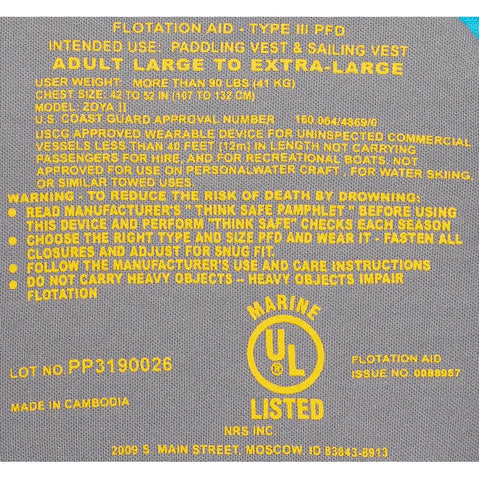 FLOTATION AID - TYPE III PFD
INTENDED USE: PADDLING VEST & SAILING VEST
ADULT LARGE TO EXTRA-LARGE
USER WEIGHT: MORE THAN 90 LBS (41 KG)
CHEST SIZE: 42 TO 52 IN (107 TO 132 CM)
MODEL: ZOYA II
U.S. COAST GUARD APPROVAL NUMBER 160.064/4869/0
USCG APPROVED WEARABLE DEVICE FOR UNINSPECTED COMMERCIAL
VESSELS LESS THAN 40 FEET (12m) IN LENGTH NOT CARRYING
PASSENGERS FOR HIRE, AND FOR RECREATIONAL BOATS. NOT
APPROVED FOR USE ON PERSONALWATER CRAFT , FOR WATER SKIING,
OR SIMILAR TOWED USES.
WARNING - TO REDUCE THE RISK OF DEATH BY DROWNING:
● READ MANUFACTURER'S " THINK SAFE PAMPHLET " BEFORE USING
THIS DEVICE AND PERFORM "THINK SAFE" CHECKS EACH SEASON
● CHOOSE THE RIGHT TYPE AND SIZE PFD AND WEAR IT - FASTEN ALL
CLOSURES AND ADJUST FOR SNUG FIT.
● FOLLOW THE MANUFACTURER'S USE AND CARE INSTRUCTIONS
● DO NOT CARRY HEAVY OBJECTS – HEAVY OBJECTS IMPAIR
FLOTATION
MARINE
UL ®
LISTED
LOT NO. PP3190026
FLOTATION AID
ISSUE NO. 0088957
MADE IN CAMBODIA
NRS INC
2009 S. MAIN STREET, MOSCOW, ID 83843-8913